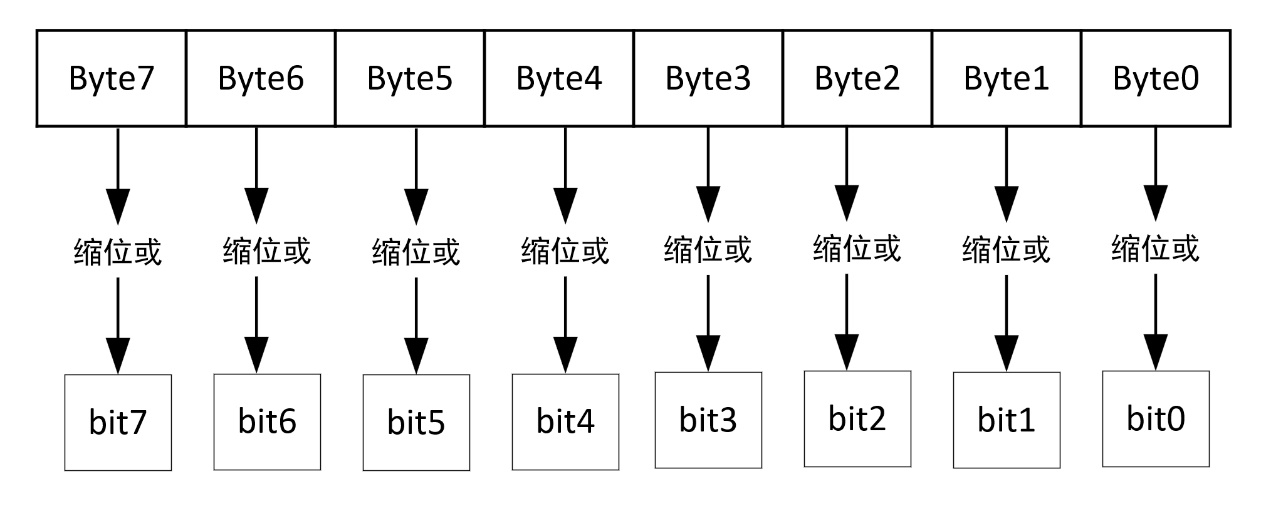 Byte7 Byte6 Byte5 Byte4 Byte3 Byte2 Byte1 Byte0
缩位或 缩位或 缩位或 缩位或 缩位或 缩位或 缩位或 缩位或
bit7 bit6 bit5 bit4 bit3 bit2 bit1 bit0